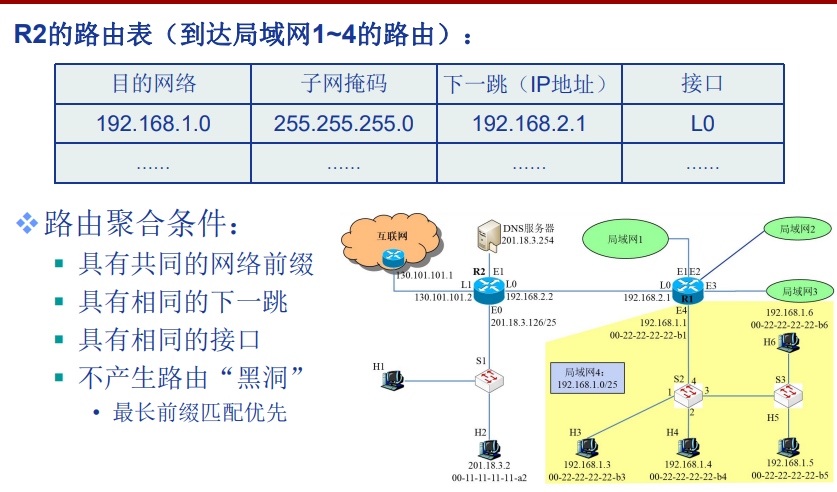 R2的路由表（到达局域网1~4的路由）：
目的网络 子网掩码 下一跳（IP地址） 接口
192.168.1.0 255.255.255.0 192.168.2.1 L0
…… …… …… ……
路由聚合条件：
具有共同的网络前缀
具有相同的下一跳
具有相同的接口
不产生路由“黑洞”
• 最长前缀匹配优先
互联网
130.101.101.1
DNS服务器
201.18.3.254
R2 E1
L1 L0
130.101.101.2
192.168.2.2
E0
201.18.3.126/25
S1
H1
H2
201.18.3.2
00-11-11-11-11-a2
局域网1
局域网2
局域网3
E1 E2
L0 E3
192.168.2.1
R1
E4
192.168.1.1
00-22-22-22-22-b1
局域网4：
192.168.1.0/25
192.168.1.6
00-22-22-22-22-b6
H6
S2 4
1 3
2
S3
H3
H4
H5
192.168.1.3
00-22-22-22-22-b3
192.168.1.4
00-22-22-22-22-b4
192.168.1.5
00-22-22-22-22-b5